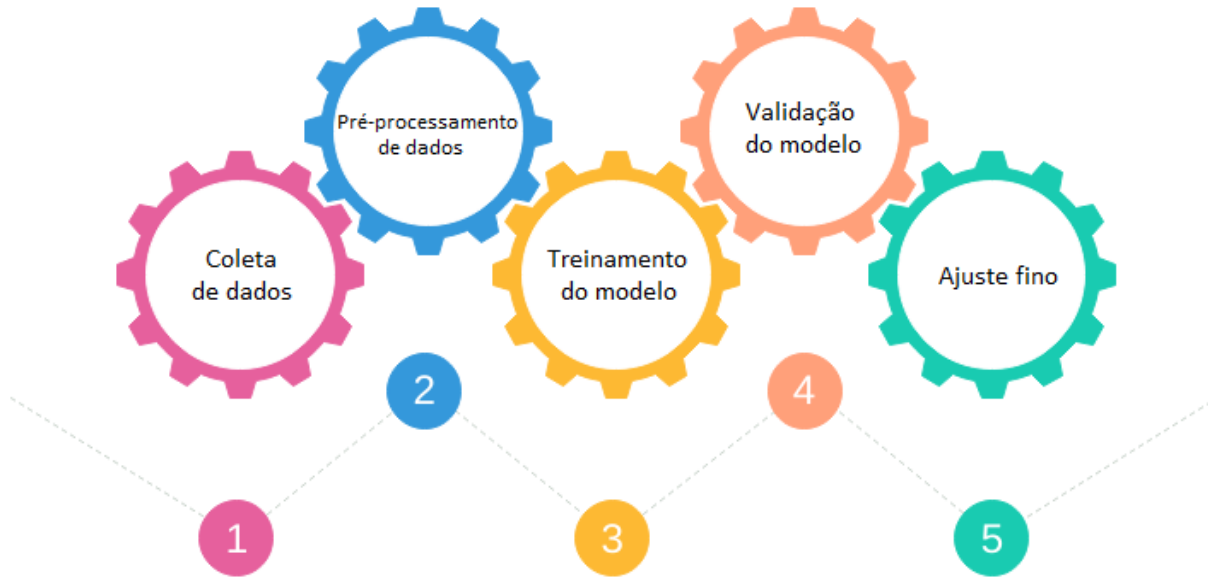 Coleta
de dados
Pré-processamento
de dados
Treinamento
do modelo
Validação
do modelo
Ajuste fino
1
2
3
4
5